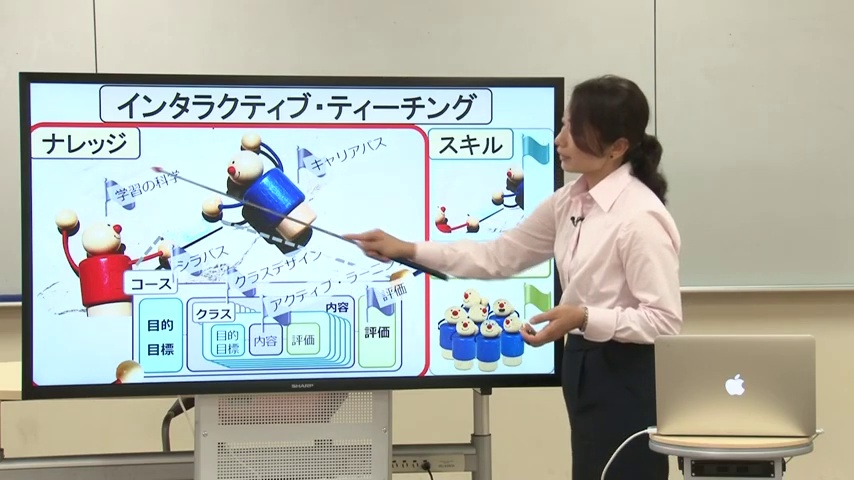 インタラクティブ・ティーチング
ナレッジ
スキル
キャリアパス
学習の科学
シラバス
クラスデザイン
アクティブ・ラーニング
評価
コース
目的
目標
クラス
目的
目標
内容
評価
内容
評価
SHARP